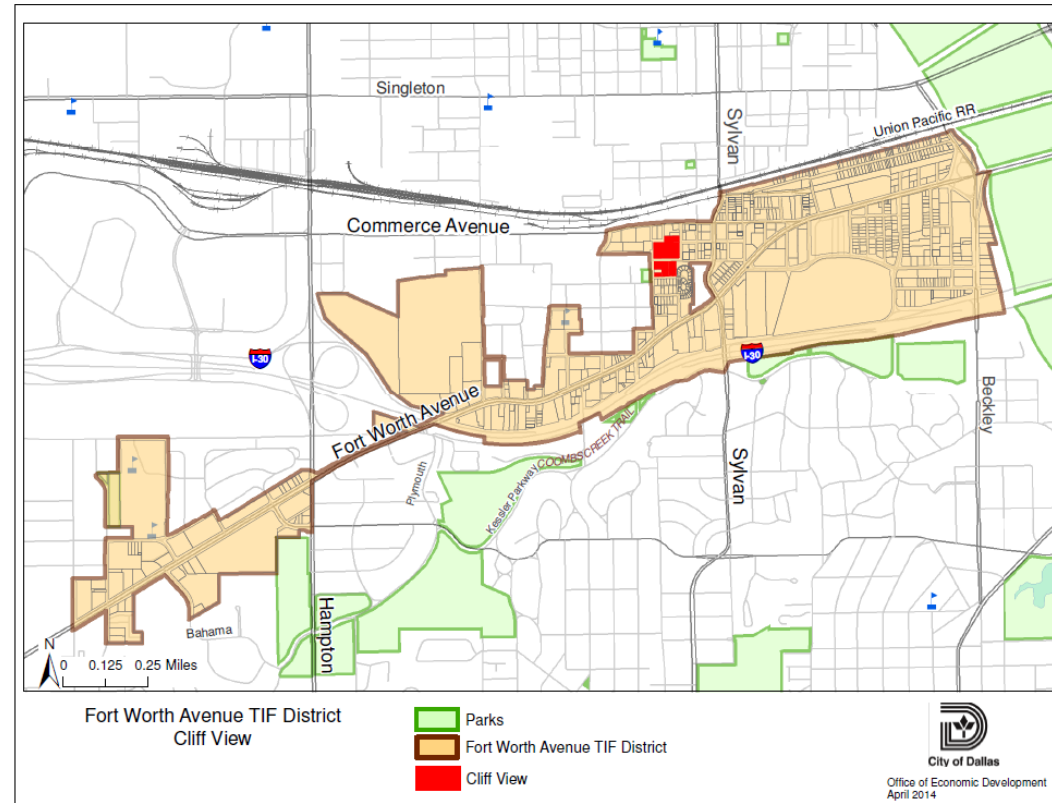 Singleton
Sylvan
Union Pacific RR
Commerce Avenue
I-30
I-30
Fort Worth Avenue
Beckley
COOMBSCREEK TRAIL
Plymouth
Kessler Parkway
Sylvan
Hampton
Bahama
N
0 0.125 0.25 Miles
Fort Worth Avenue TIF District
Cliff View
Parks
Fort Worth Avenue TIF District
Cliff View
City of Dallas
Office of Economic Development
April 2014